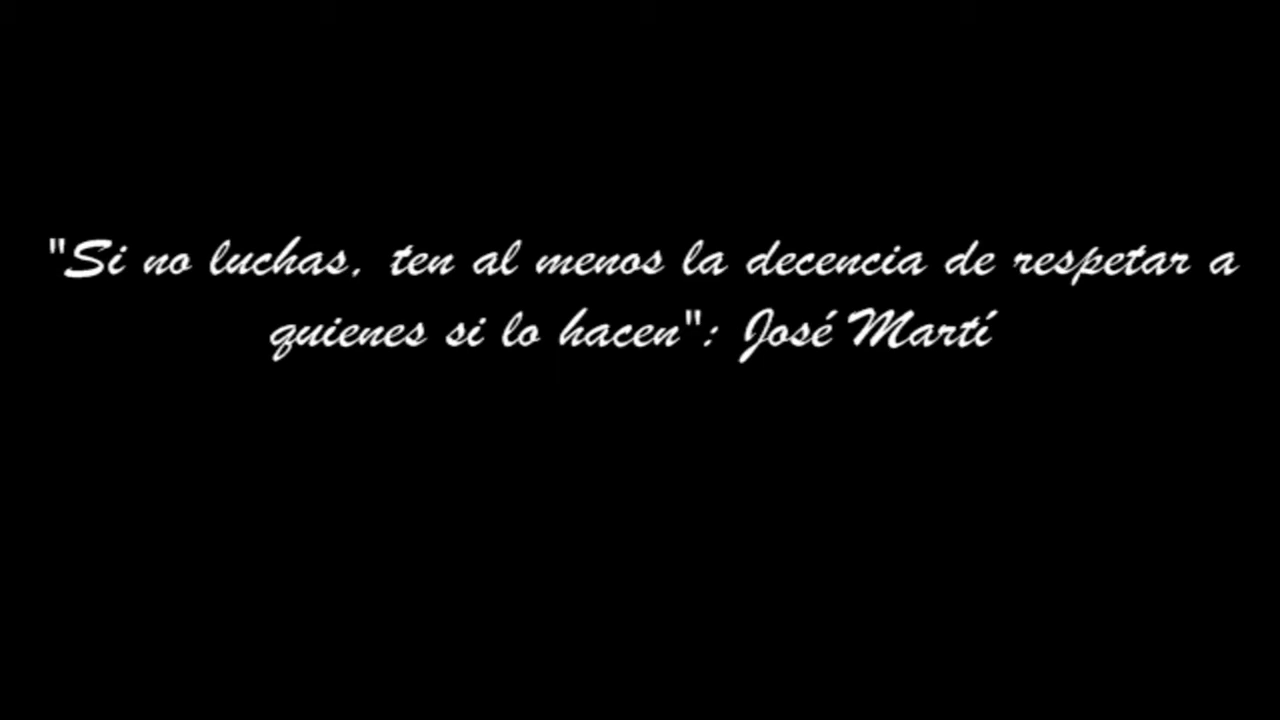 "Si no luchas, ten al menos la decencia de respetar a
quienes si lo hacen": José Martí